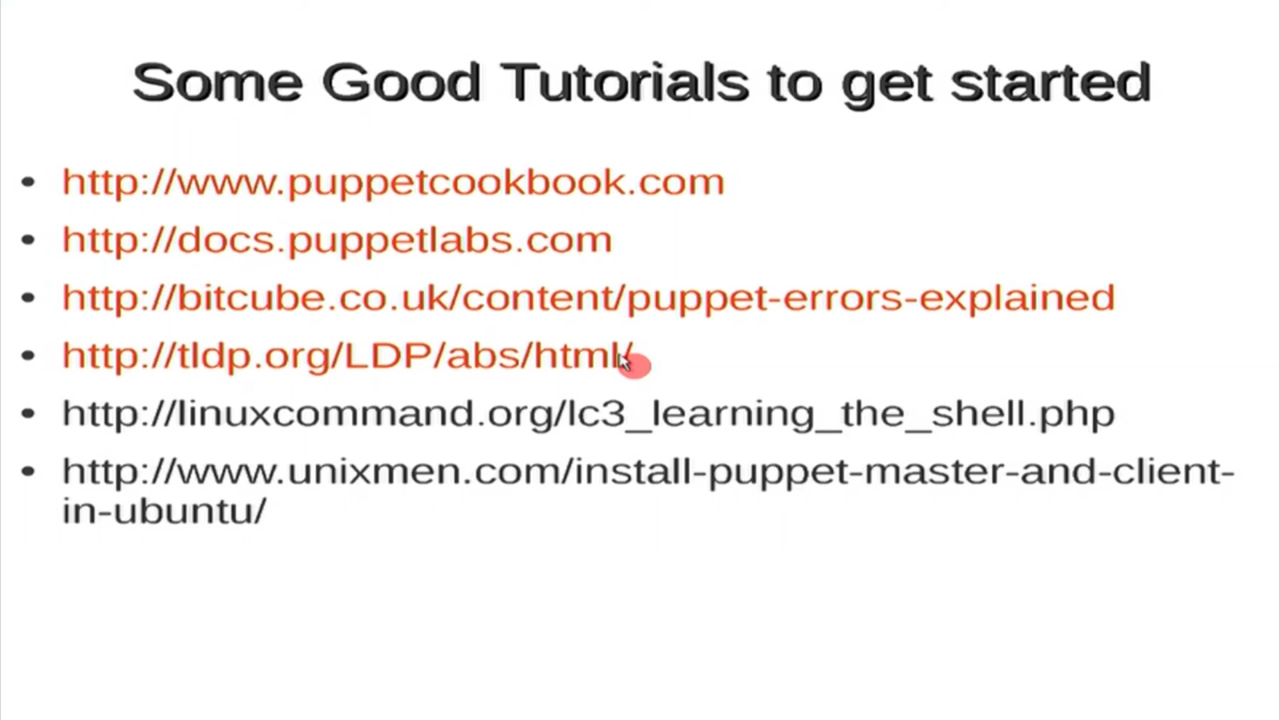 Some Good Tutorials to get started
• http://www.puppetcookbook.com
• http://docs.puppetlabs.com
• http://bitcube.co.uk/content/puppet-errors-explained
• http://tldp.org/LDP/abs/html/
• http://linuxcommand.org/lc3_learning_the_shell.php
• http://www.unixmen.com/install-puppet-master-and-client-
in-ubuntu/